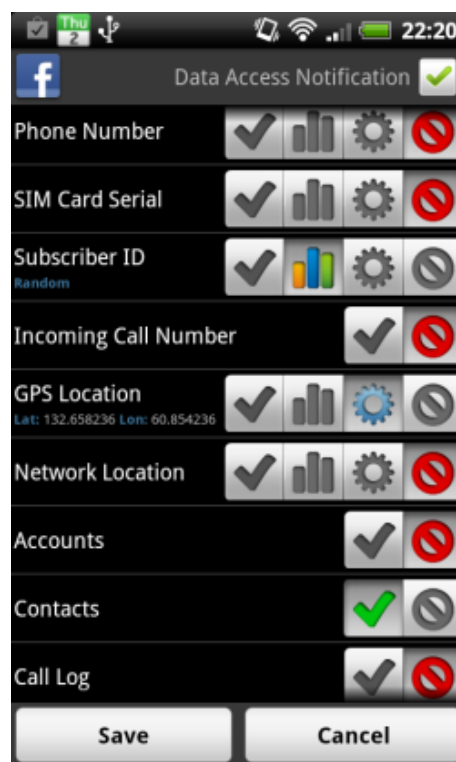 Thu
2
22:20
f
Data Access Notification
Phone Number
SIM Card Serial
Subscriber ID
Random
Incoming Call Number
GPS Location
Lat: 132.658236 Lon: 60.854236
Network Location
Accounts
Contacts
Call Log
Save
Cancel